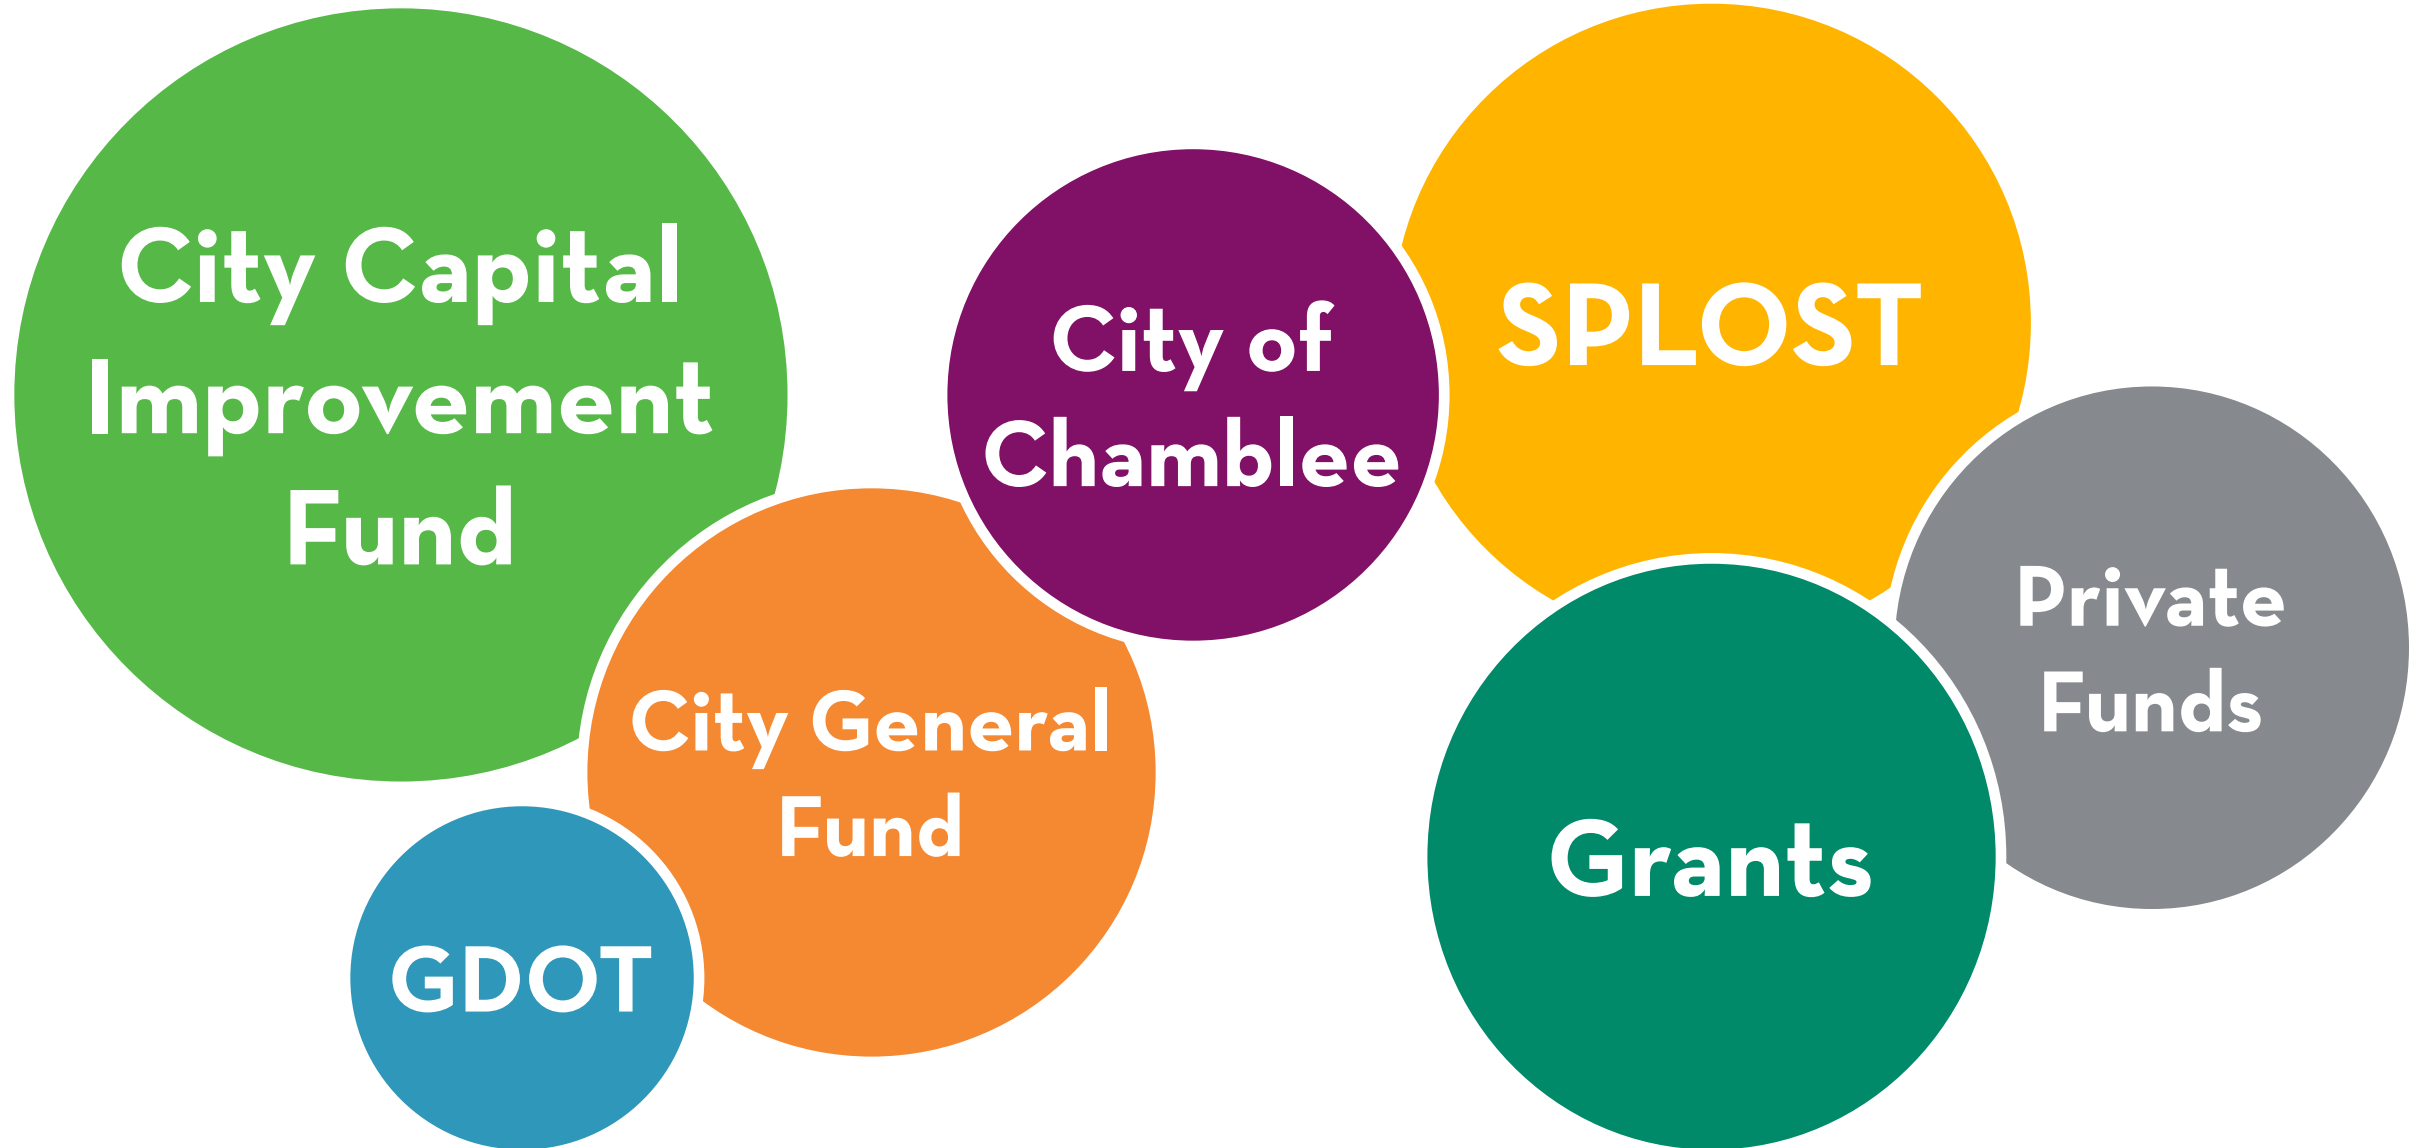 City Capital
Improvement
Fund
City of
Chamblee
SPLOST
City General
Fund
Private
Funds
GDOT
Grants